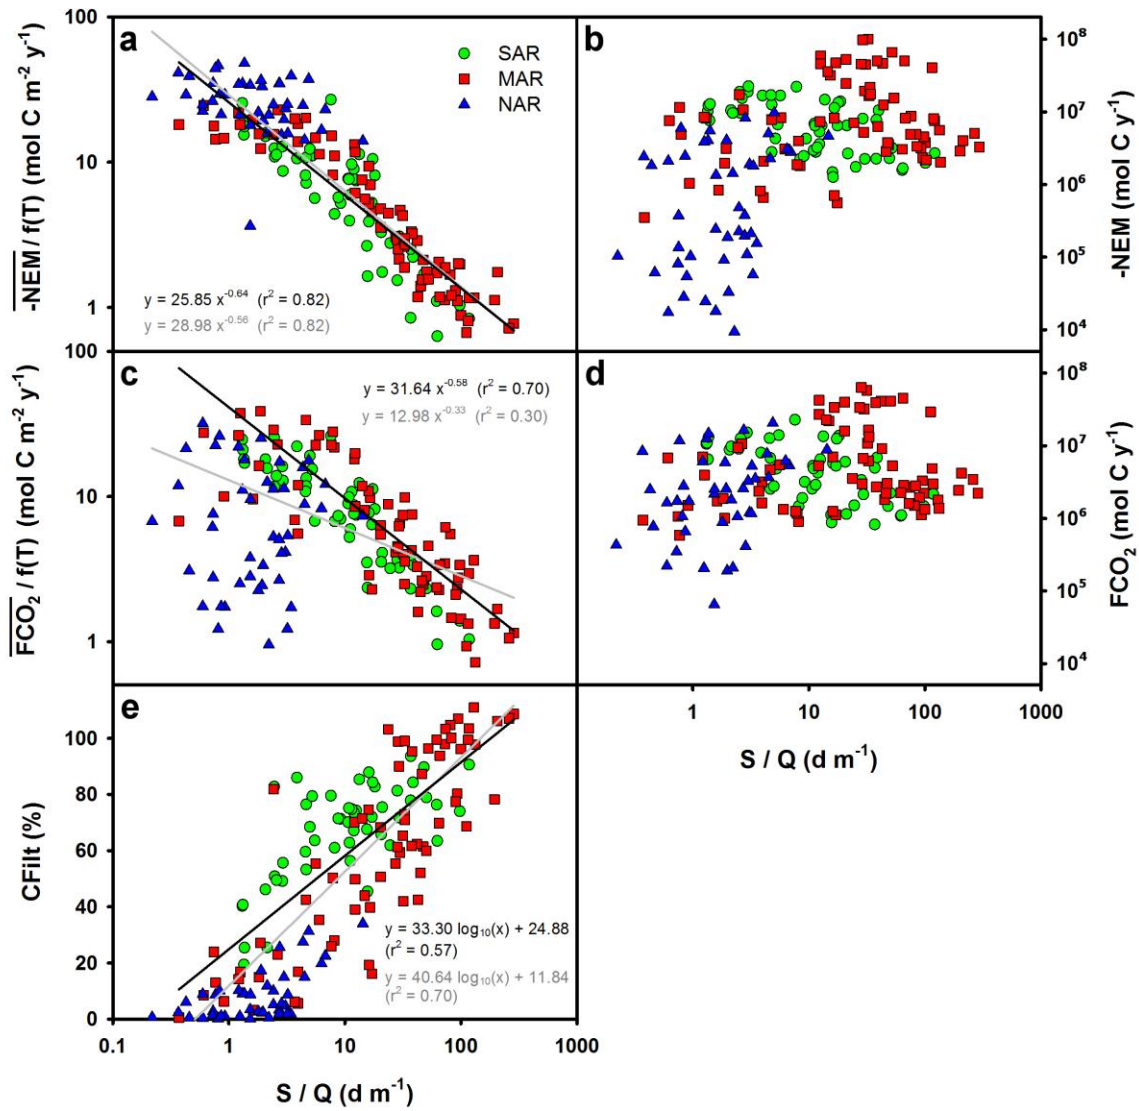 100
10
1
-NEM / f(T) (mol C m⁻² y⁻¹)
a
SAR
MAR
NAR
y = 25.85 x⁻⁰·⁶⁴ (r² = 0.82)
y = 28.98 x⁻⁰·⁵⁶ (r² = 0.82)
b
10⁸
10⁷
10⁶
10⁵
10⁴
-NEM (mol C y⁻¹)
100
10
1
FCO₂ / f(T) (mol C m⁻² y⁻¹)
c
y = 31.64 x⁻⁰·⁵⁸ (r² = 0.70)
y = 12.98 x⁻⁰·³³ (r² = 0.30)
d
10⁸
10⁷
10⁶
10⁵
10⁴
FCO₂ (mol C y⁻¹)
1 10 100 1000
S / Q (d m⁻¹)
e
100
80
60
40
20
0
CFilt (%)
y = 33.30 log₁₀(x) + 24.88
(r² = 0.57)
y = 40.64 log₁₀(x) + 11.84
(r² = 0.70)
0.1 1 10 100 1000
S / Q (d m⁻¹)